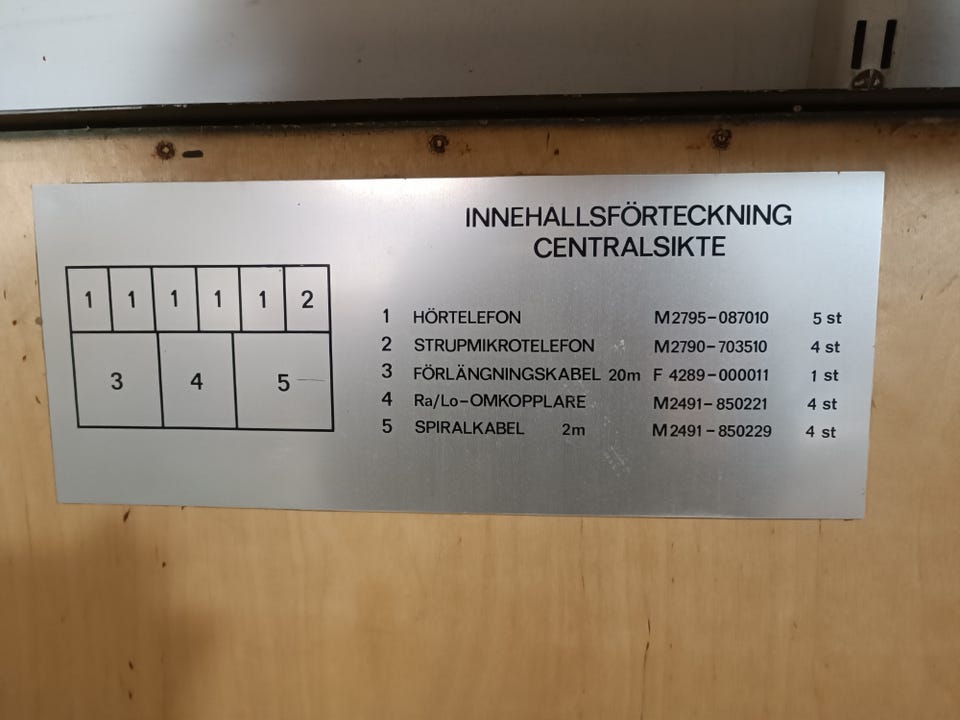 INNEHALLSFÖRTECKNING
CENTRALSIKTE
1 1 1 1 1 2
3 4 5
1 HÖRTELEFON M2795-087010 5 st
2 STRUPMIKROTELEFON M2790-703510 4 st
3 FÖRLÄNGNINGSKABEL 20m F 4289-000011 1 st
4 Ra/Lo-OMKOPPLARE M2491-850221 4 st
5 SPIRALKABEL 2m M2491-850229 4 st